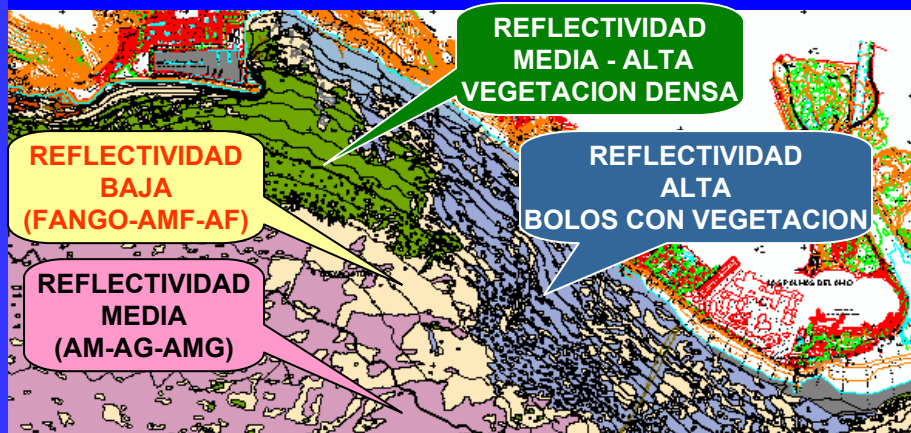 REFLECTIVIDAD
MEDIA - ALTA
VEGETACION DENSA
REFLECTIVIDAD
BAJA
(FANGO-AMF-AF)
REFLECTIVIDAD
ALTA
BOLOS CON VEGETACION
REFLECTIVIDAD
MEDIA
(AM-AG-AMG)